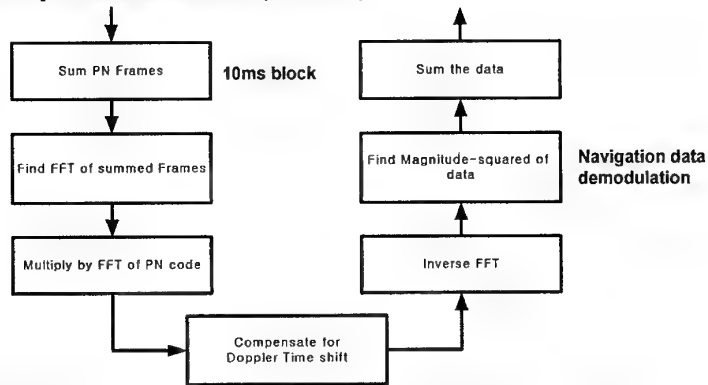 Sum PN Frames
10ms block
Find FFT of summed Frames
Multiply by FFT of PN code
Compensate for
Doppler Time shift
Inverse FFT
Find Magnitude-squared of
data
Navigation data
demodulation
Sum the data